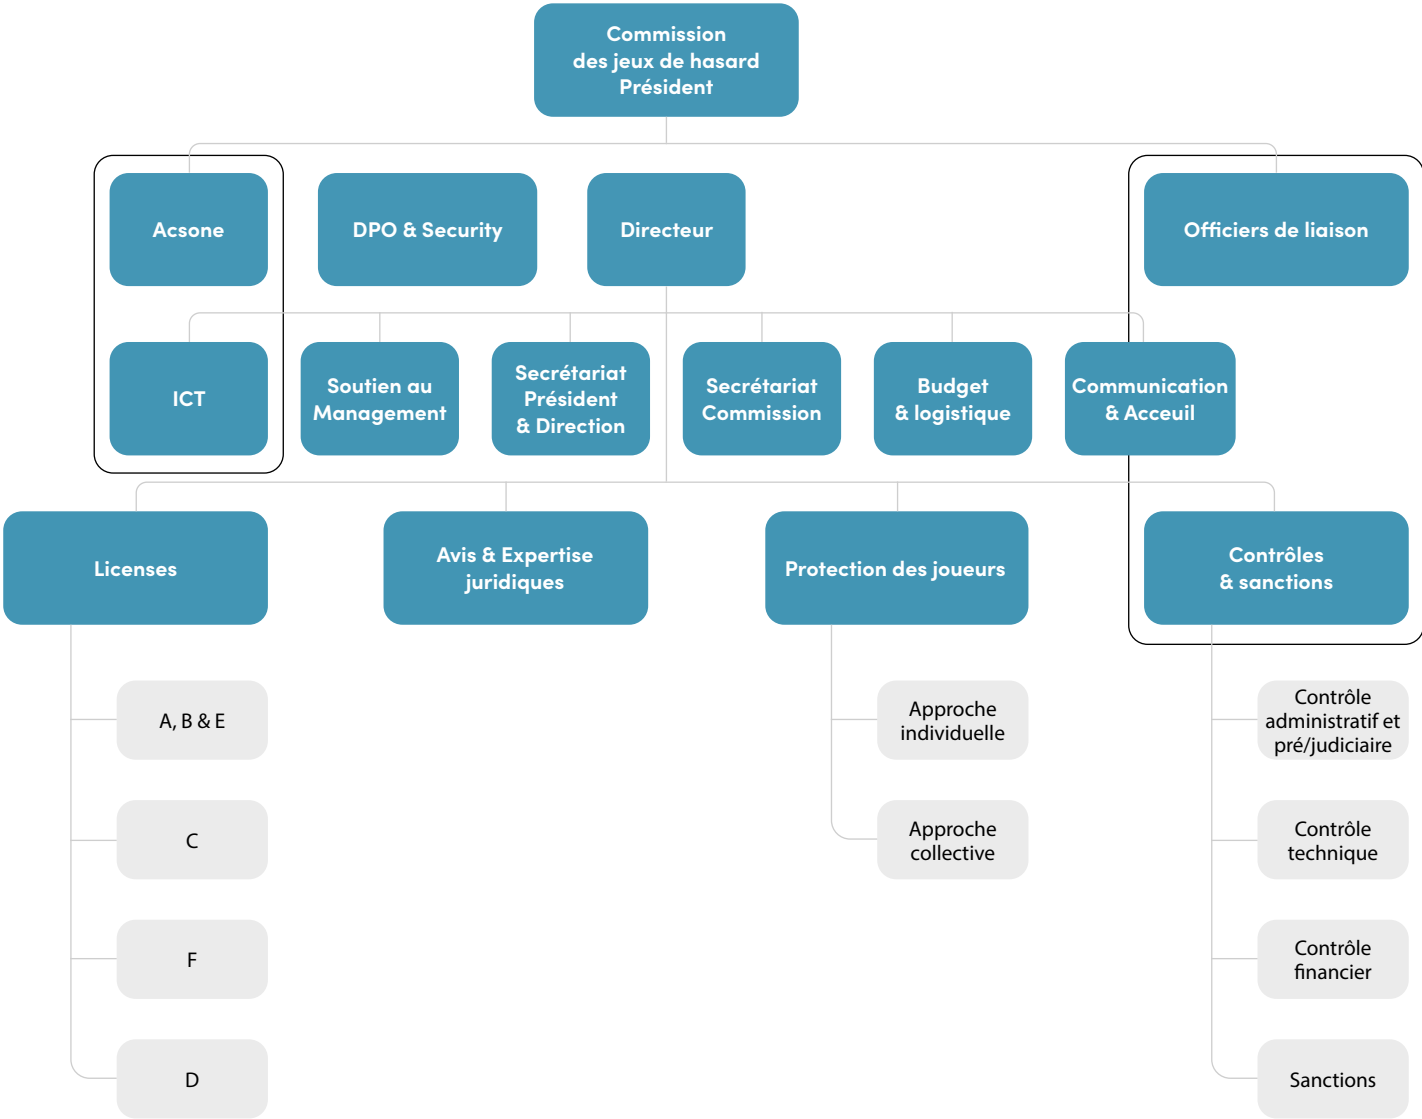 Commission
des jeux de hasard
Président
Acsone
DPO & Security
Directeur
Officiers de liaison
ICT
Soutien au
Management
Secrétariat
Président
& Direction
Secrétariat
Commission
Budget
& logistique
Communication
& Acceuil
Licenses
Avis & Expertise
juridiques
Protection des joueurs
Contrôles
& sanctions
A, B & E
C
F
D
Approche
individuelle
Approche
collective
Contrôle
administratif et
pré/judiciaire
Contrôle
technique
Contrôle
financier
Sanctions